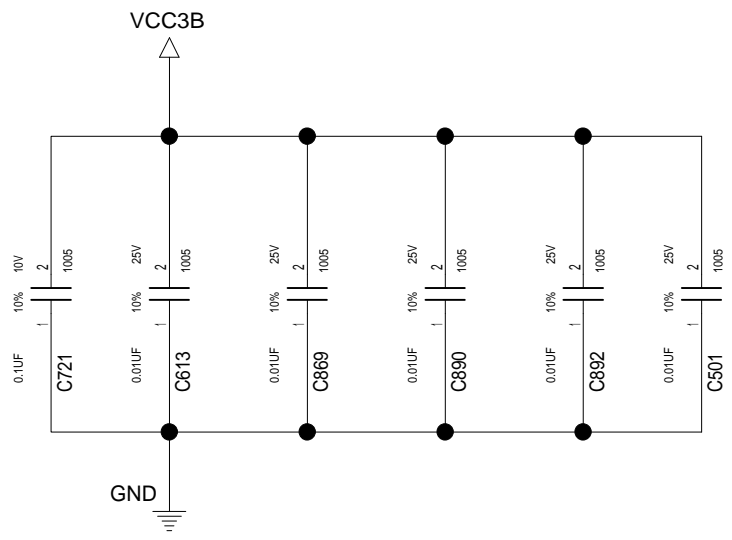 VCC3B
10V
2
1005
10%
1
0.1UF
C721
25V
2
1005
10%
1
0.01UF
C613
25V
2
1005
10%
1
0.01UF
C869
25V
2
1005
10%
1
0.01UF
C890
25V
2
1005
10%
1
0.01UF
C892
25V
2
1005
10%
1
0.01UF
C501
GND